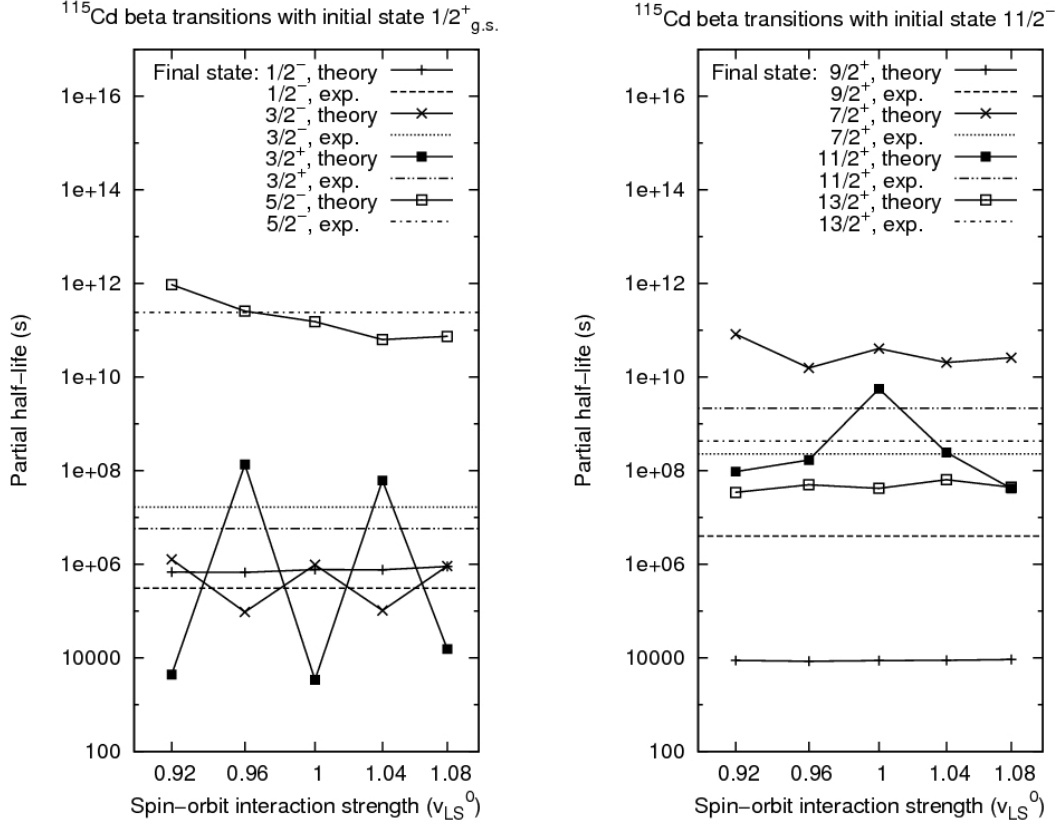 ¹¹⁵Cd beta transitions with initial state 1/2⁺g.s.
Final state: 1/2⁻, theory
1/2⁻, exp.
3/2⁻, theory
3/2⁻, exp.
3/2⁺, theory
3/2⁺, exp.
5/2⁻, theory
5/2⁻, exp.
Partial half−life (s)
1e+16
1e+14
1e+12
1e+10
1e+08
1e+06
10000
100
0.92 0.96 1 1.04 1.08
Spin−orbit interaction strength (vLS⁰)
¹¹⁵Cd beta transitions with initial state 11/2⁻
Final state: 9/2⁺, theory
9/2⁺, exp.
7/2⁺, theory
7/2⁺, exp.
11/2⁺, theory
11/2⁺, exp.
13/2⁺, theory
13/2⁺, exp.
Partial half−life (s)
1e+16
1e+14
1e+12
1e+10
1e+08
1e+06
10000
100
0.92 0.96 1 1.04 1.08
Spin−orbit interaction strength (vLS⁰)